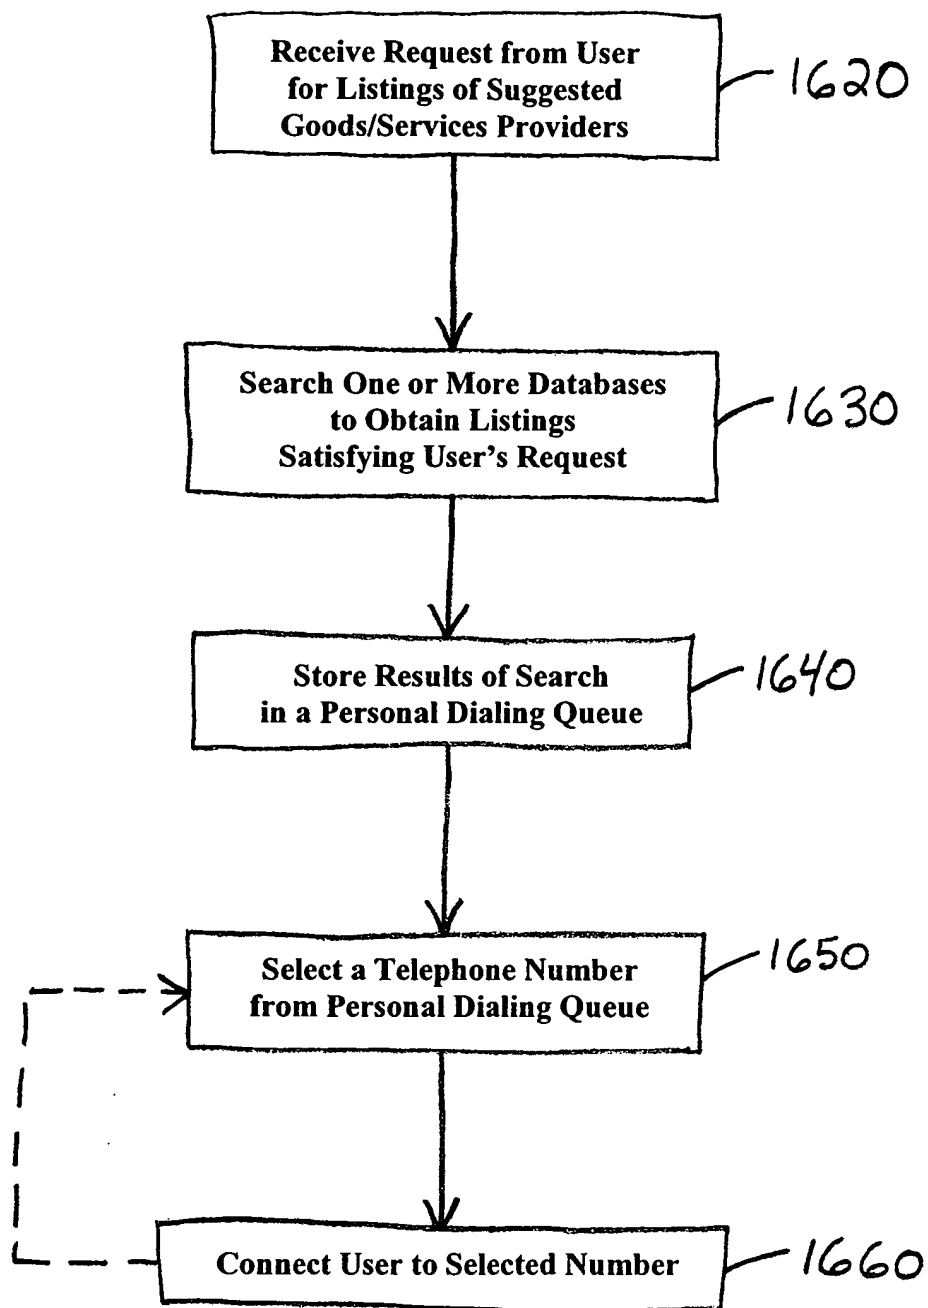 Receive Request from User
for Listings of Suggested
Goods/Services Providers
1620
Search One or More Databases
to Obtain Listings
Satisfying User's Request
1630
Store Results of Search
in a Personal Dialing Queue
1640
Select a Telephone Number
from Personal Dialing Queue
1650
Connect User to Selected Number
1660